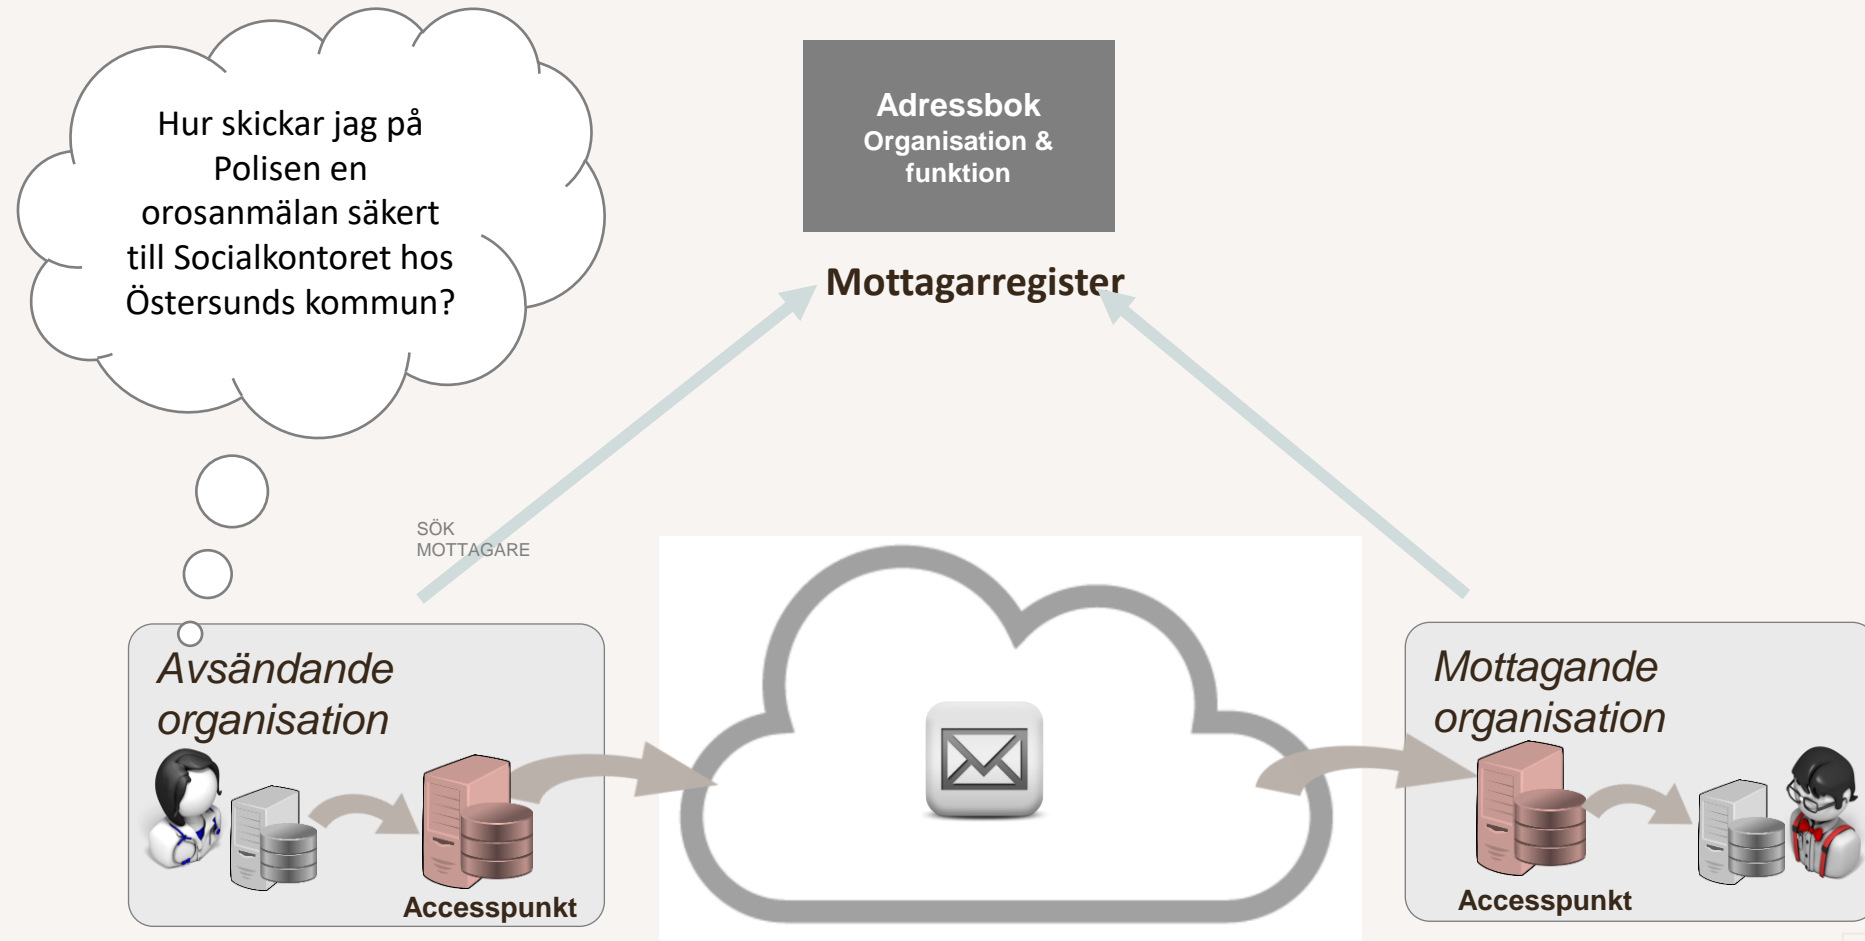 Hur skickar jag på
Polisen en
orosanmälan säkert
till Socialkontoret hos
Östersunds kommun?
Adressbok
Organisation &
funktion
Mottagarregister
SÖK
MOTTAGARE
Avsändande
organisation
Accesspunkt
Mottagande
organisation
Accesspunkt